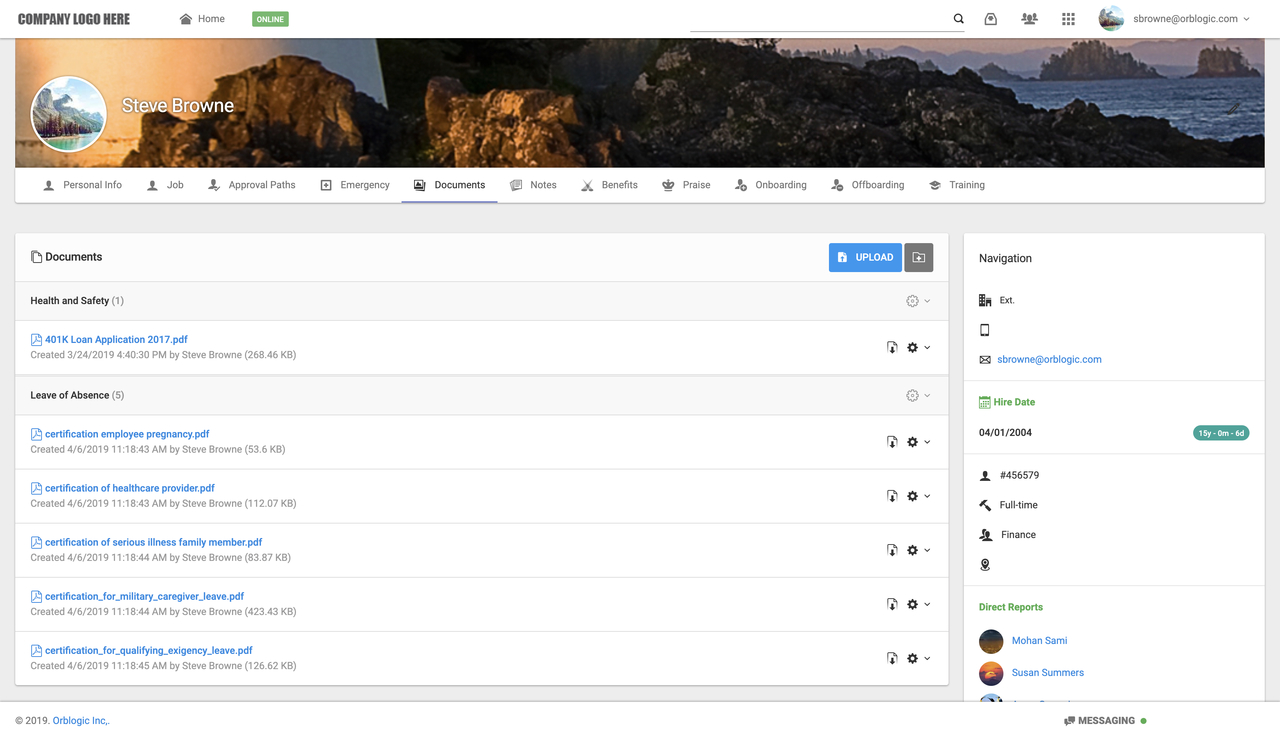 COMPANY LOGO HERE Home ONLINE sbrowne@orblogic.com
Steve Browne
Personal Info Job Approval Paths Emergency Documents Notes Benefits Praise Onboarding Offboarding Training
Documents UPLOAD
Health and Safety (1)
401K Loan Application 2017.pdf
Created 3/24/2019 4:40:30 PM by Steve Browne (268.46 KB)
Leave of Absence (5)
certification employee pregnancy.pdf
Created 4/6/2019 11:18:43 AM by Steve Browne (53.6 KB)
certification of healthcare provider.pdf
Created 4/6/2019 11:18:43 AM by Steve Browne (112.07 KB)
certification of serious illness family member.pdf
Created 4/6/2019 11:18:44 AM by Steve Browne (83.87 KB)
certification_for_military_caregiver_leave.pdf
Created 4/6/2019 11:18:44 AM by Steve Browne (423.43 KB)
certification_for_qualifying_exigency_leave.pdf
Created 4/6/2019 11:18:45 AM by Steve Browne (126.62 KB)
Navigation
Ext.
sbrowne@orblogic.com
Hire Date
04/01/2004 15y - 0m - 6d
#456579
Full-time
Finance
Direct Reports
Mohan Sami
Susan Summers
© 2019. Orblogic Inc,. MESSAGING